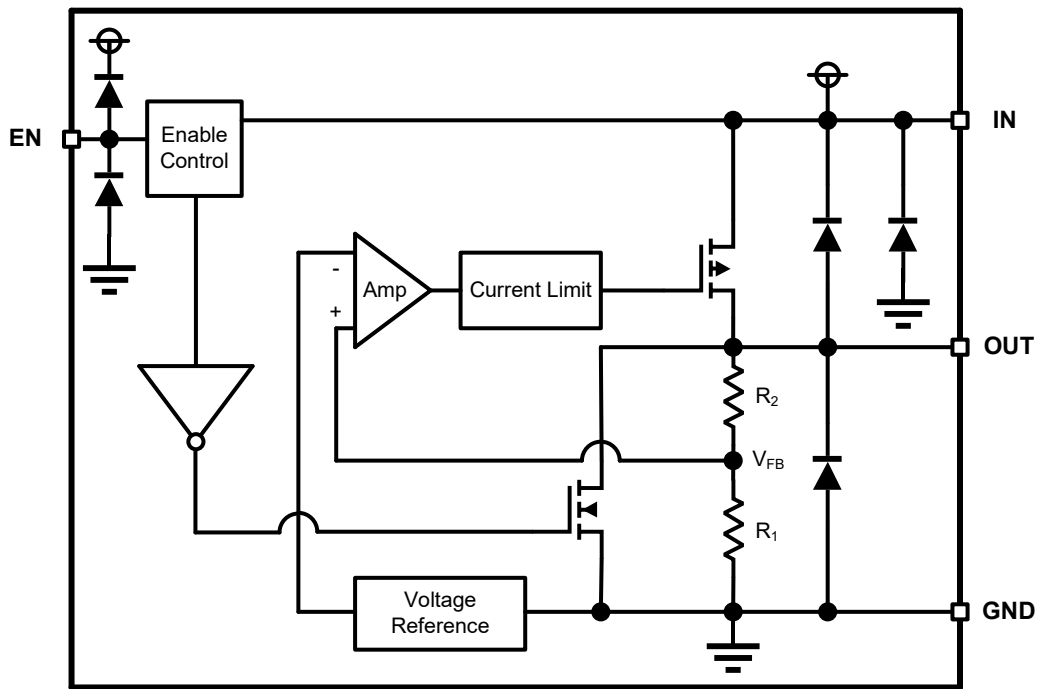 EN
Enable
Control
IN
-
Amp
+
Current Limit
OUT
R2
VFB
R1
Voltage
Reference
GND